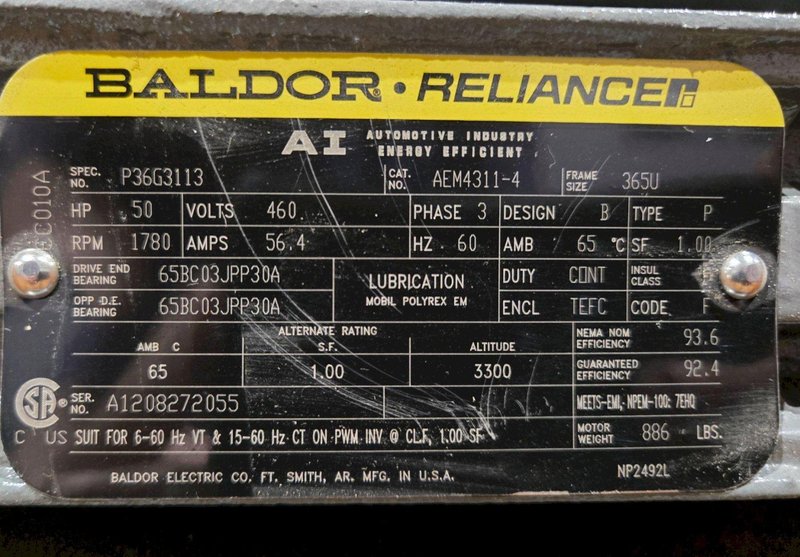 BALDOR • RELIANCE
AI AUTOMOTIVE INDUSTRY ENERGY EFFICIENT
SPEC. NO. P36G3113 CAT. NO. AEM4311-4 FRAME SIZE 365U
HP 50 VOLTS 460 PHASE 3 DESIGN B TYPE P
RPM 1780 AMPS 56.4 HZ 60 AMB 65 °C SF 1.00
DRIVE END BEARING 65BC03JPP30A LUBRICATION MOBIL POLYREX EM DUTY CONT INSUL CLASS
OPP D.E. BEARING 65BC03JPP30A ENCL TEFC CODE F
ALTERNATE RATING NEMA NOM EFFICIENCY 93.6
AMB C S.F. ALTITUDE
65 1.00 3300 GUARANTEED EFFICIENCY 92.4
SER. NO. A1208272055 MEETS-EMI, NPEM-100: 7EHQ
SA ®
C US SUIT FOR 6-60 Hz VT & 15-60 Hz CT ON PWM INV @ CLF, 1.00 SF MOTOR WEIGHT 886 LBS.
BALDOR ELECTRIC CO. FT. SMITH, AR. MFG. IN U.S.A. NP2492L
C010A